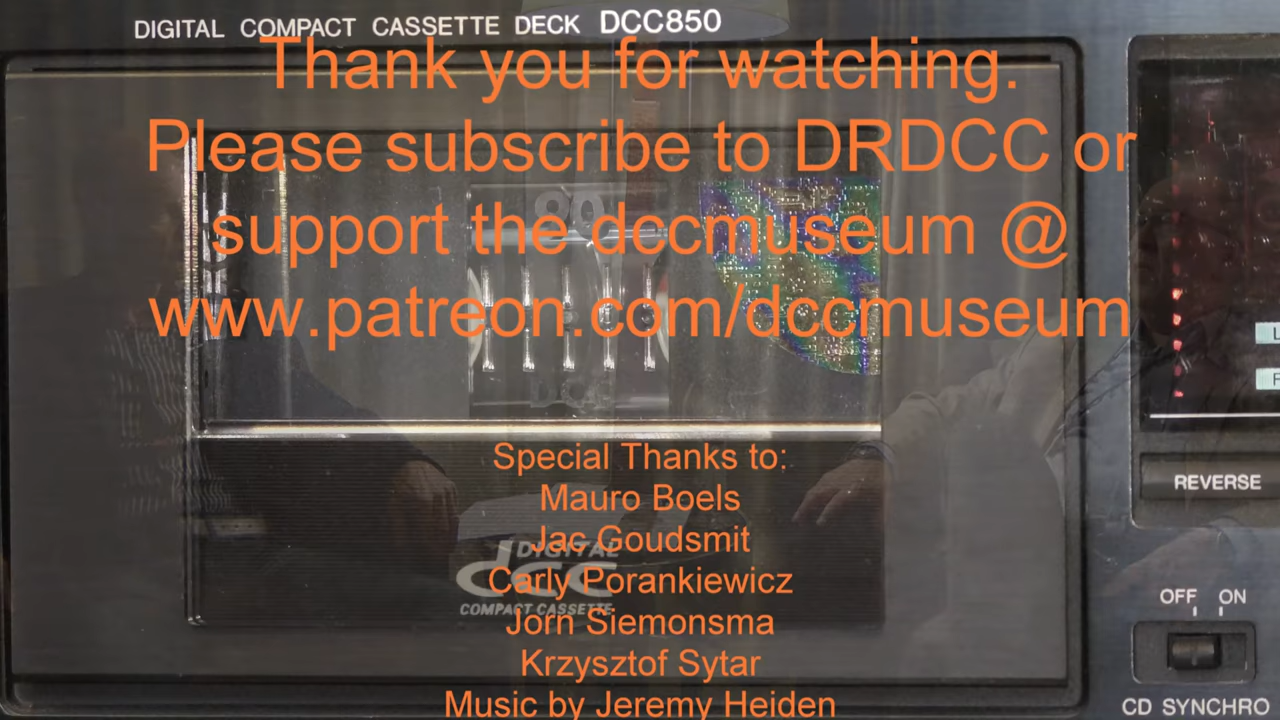 DIGITAL COMPACT CASSETTE DECK DCC850
Thank you for watching.
Please subscribe to DRDCC or
support the dccmuseum @
www.patreon.com/dccmuseum
90
DCC
Special Thanks to:
Mauro Boels
Jac Goudsmit
Carly Porankiewicz
Jorn Siemonsma
Krzysztof Sytar
Music by Jeremy Heiden
DIGITAL
dcc
COMPACT CASSETTE
REVERSE
OFF ON
CD SYNCHRO